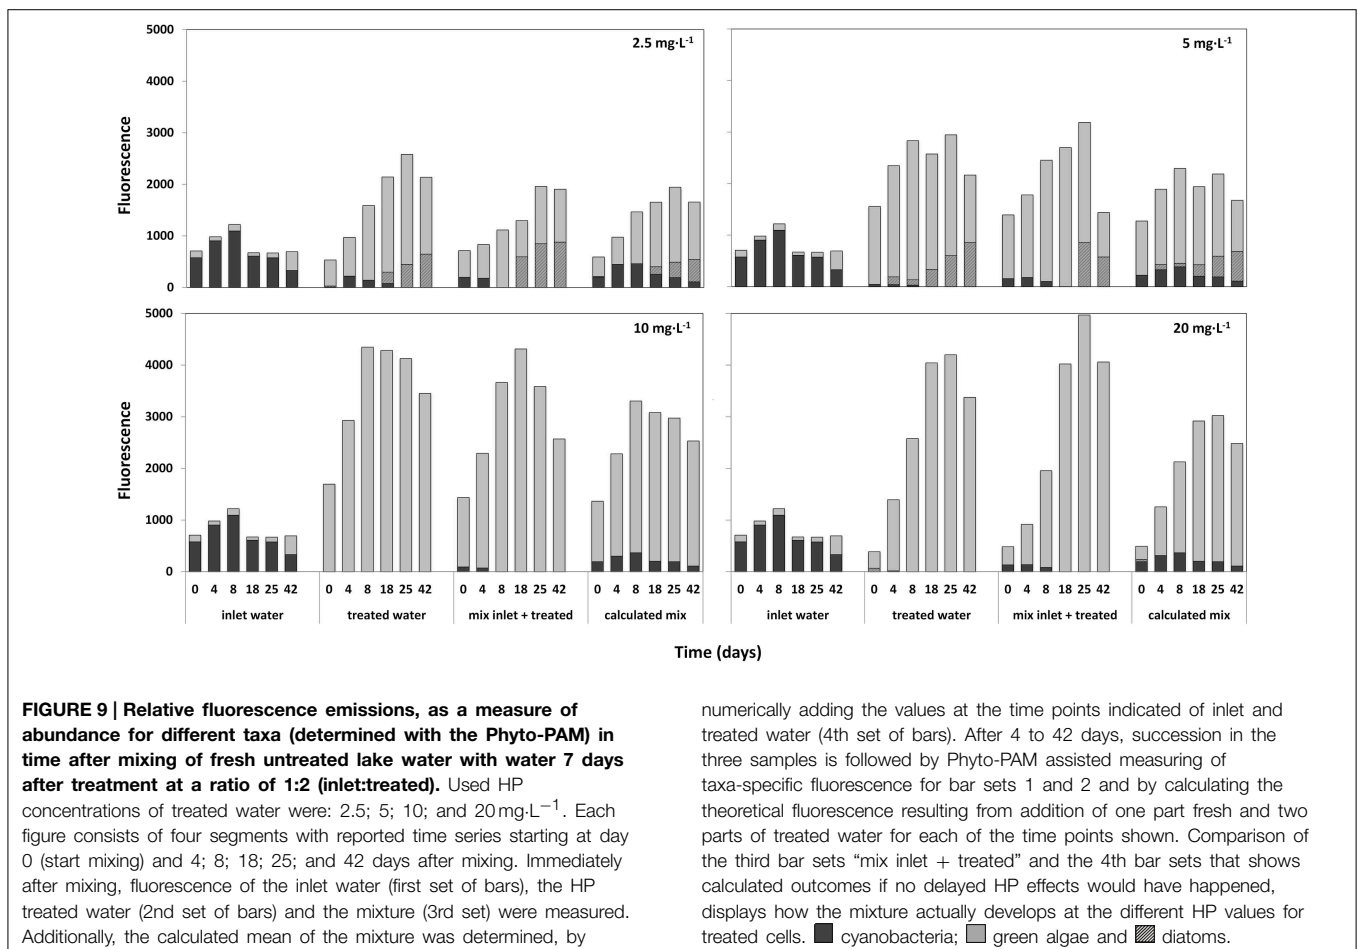 5000
2.5 mg·L-1
5 mg·L-1
4000
3000
2000
1000
0
Fluorescence
5000
10 mg·L-1
20 mg·L-1
4000
3000
2000
1000
0
Fluorescence
0 4 8 18 25 42 0 4 8 18 25 42 0 4 8 18 25 42 0 4 8 18 25 42
inlet water treated water mix inlet + treated calculated mix
0 4 8 18 25 42 0 4 8 18 25 42 0 4 8 18 25 42 0 4 8 18 25 42
inlet water treated water mix inlet + treated calculated mix
Time (days)
FIGURE 9 | Relative fluorescence emissions, as a measure of
abundance for different taxa (determined with the Phyto-PAM) in
time after mixing of fresh untreated lake water with water 7 days
after treatment at a ratio of 1:2 (inlet:treated). Used HP
concentrations of treated water were: 2.5; 5; 10; and 20 mg·L−1. Each
figure consists of four segments with reported time series starting at day
0 (start mixing) and 4; 8; 18; 25; and 42 days after mixing. Immediately
after mixing, fluorescence of the inlet water (first set of bars), the HP
treated water (2nd set of bars) and the mixture (3rd set) were measured.
Additionally, the calculated mean of the mixture was determined, by
numerically adding the values at the time points indicated of inlet and
treated water (4th set of bars). After 4 to 42 days, succession in the
three samples is followed by Phyto-PAM assisted measuring of
taxa-specific fluorescence for bar sets 1 and 2 and by calculating the
theoretical fluorescence resulting from addition of one part fresh and two
parts of treated water for each of the time points shown. Comparison of
the third bar sets "mix inlet + treated" and the 4th bar sets that shows
calculated outcomes if no delayed HP effects would have happened,
displays how the mixture actually develops at the different HP values for
treated cells. cyanobacteria; green algae and diatoms.